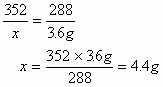 352/x = 288/3.6g
x = 352 × 3.6g/288 = 4.4g